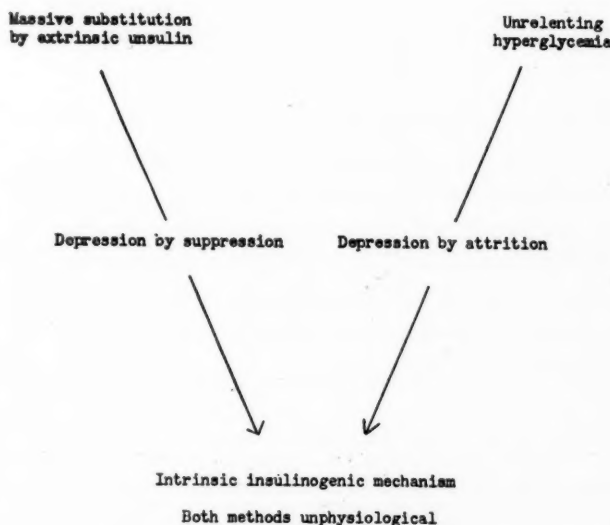 Massive substitution
by extrinsic unsulin
Unrelenting
hyperglycemia
Depression by suppression
Depression by attrition
Intrinsic insulinogenic mechanism
Both methods unphysiological